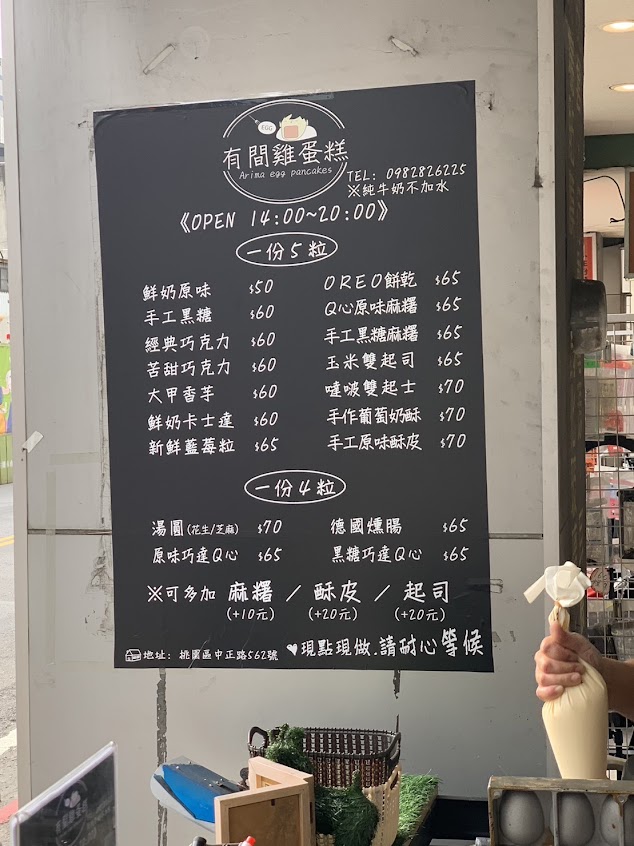 EGG
有間雞蛋糕
Arima egg pancakes
TEL: 0982826225
※純牛奶不加水
《OPEN 14:00~20:00》
一份5粒
鮮奶原味 $50
手工黑糖 $60
經典巧克力 $60
苦甜巧克力 $60
大甲香芋 $60
鮮奶卡士達 $60
新鮮藍莓粒 $65
OREO餅乾 $65
Q心原味麻糬 $65
手工黑糖麻糬 $65
玉米雙起司 $65
噠啵雙起士 $70
手作葡萄奶酥 $70
手工原味酥皮 $70
一份4粒
湯圓(花生/芝麻) $70
原味巧達Q心 $65
德國燻腸 $65
黑糖巧達Q心 $65
※可多加 麻糬 / 酥皮 / 起司
(+10元) (+20元) (+20元)
♥現點現做.請耐心等候
地址: 桃園區中正路562號